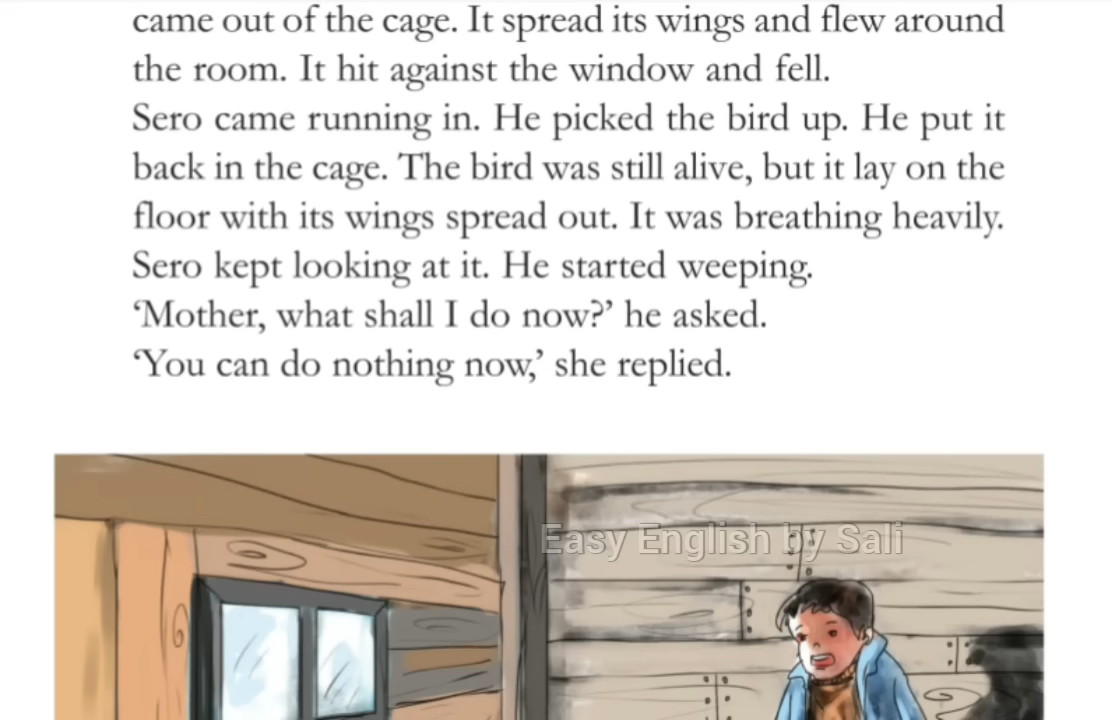 came out of the cage. It spread its wings and flew around
the room. It hit against the window and fell.
Sero came running in. He picked the bird up. He put it
back in the cage. The bird was still alive, but it lay on the
floor with its wings spread out. It was breathing heavily.
Sero kept looking at it. He started weeping.
‘Mother, what shall I do now?’ he asked.
‘You can do nothing now,’ she replied.
Easy English by Sali